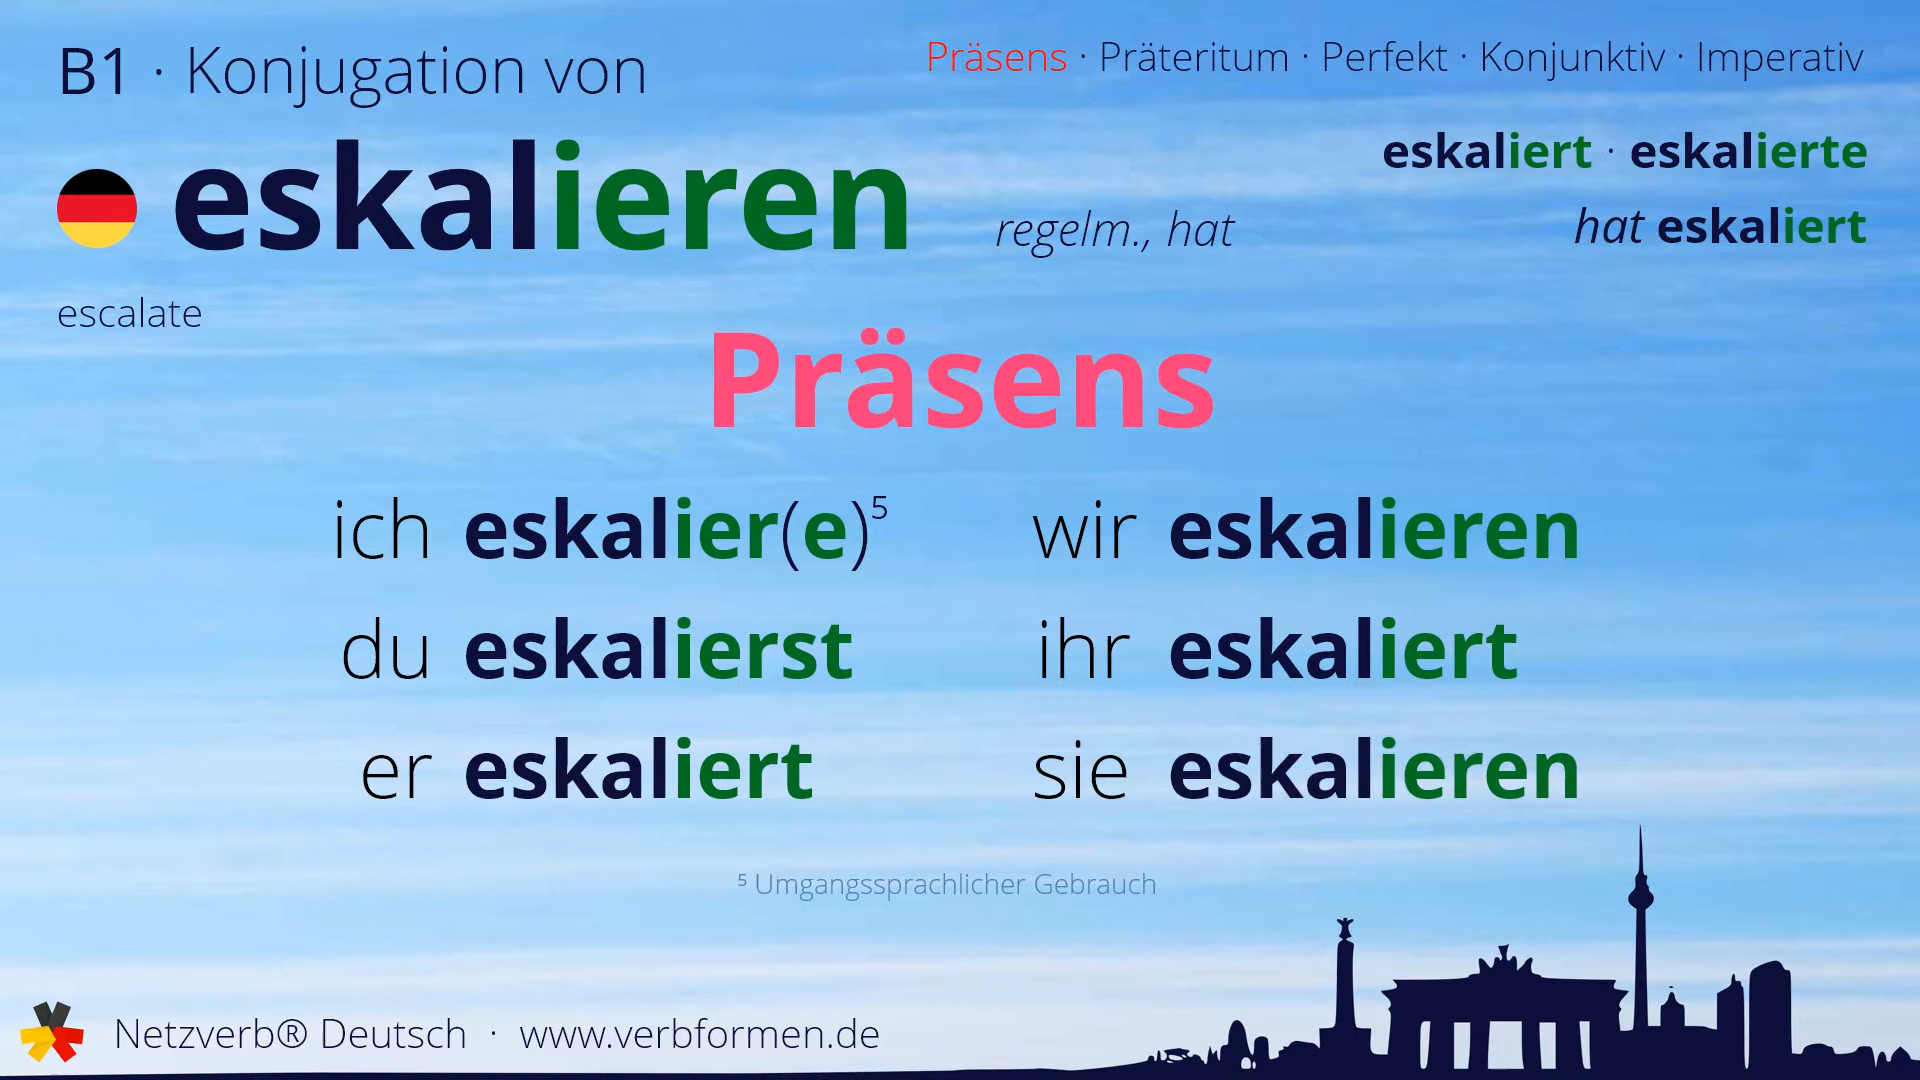 B1 · Konjugation von
Präsens · Präteritum · Perfekt · Konjunktiv · Imperativ
eskalieren
regelm., hat
eskaliert · eskalierte
hat eskaliert
escalate
Präsens
ich eskalier(e)⁵
du eskalierst
er eskaliert
wir eskalieren
ihr eskaliert
sie eskalieren
⁵ Umgangssprachlicher Gebrauch
Netzverb® Deutsch · www.verbformen.de